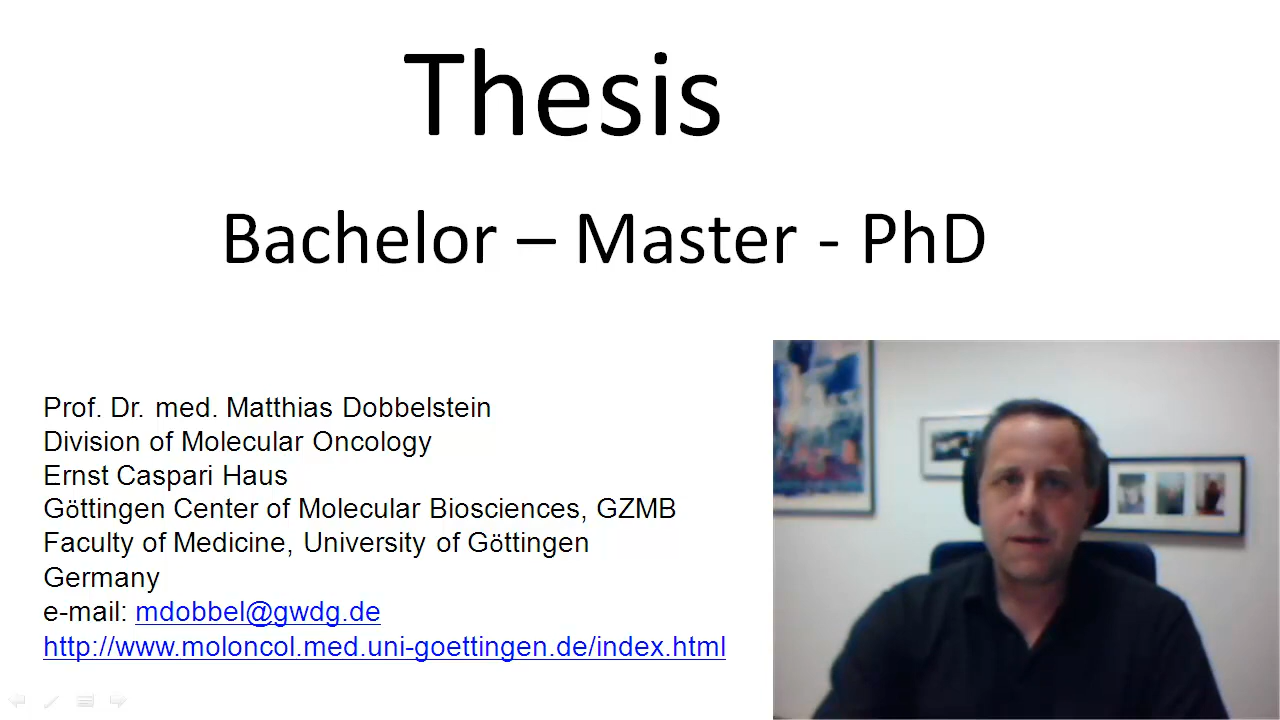 Thesis
Bachelor – Master - PhD
Prof. Dr. med. Matthias Dobbelstein
Division of Molecular Oncology
Ernst Caspari Haus
Göttingen Center of Molecular Biosciences, GZMB
Faculty of Medicine, University of Göttingen
Germany
e-mail: mdobbel@gwdg.de
http://www.moloncol.med.uni-goettingen.de/index.html